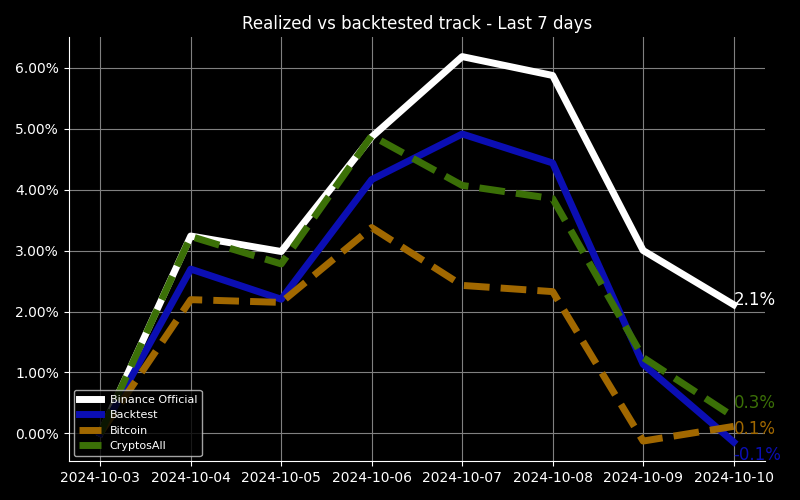 Realized vs backtested track - Last 7 days
6.00%
5.00%
4.00%
3.00%
2.00%
1.00%
0.00%
2.1%
0.3%
0.1%
-0.1%
Binance Official
Backtest
Bitcoin
CryptosAll
2024-10-03 2024-10-04 2024-10-05 2024-10-06 2024-10-07 2024-10-08 2024-10-09 2024-10-10